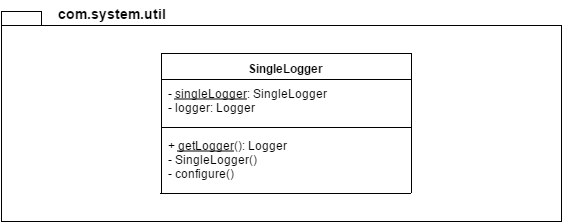 com.system.util
SingleLogger
- singleLogger: SingleLogger
- logger: Logger
+ getLogger(): Logger
- SingleLogger()
- configure()